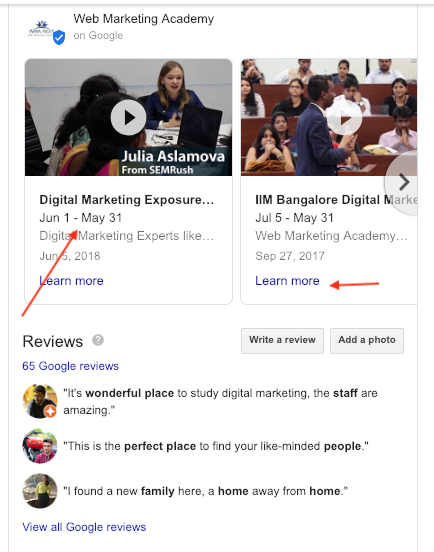 Web Marketing Academy
on Google
Julia Aslamova
From SEMRush
Digital Marketing Exposure...
Jun 1 - May 31
Digital Marketing Experts like...
Jun 5, 2018
Learn more
IIM Bangalore Digital Marke
Jul 5 - May 31
Web Marketing Academy...
Sep 27, 2017
Learn more
Reviews ?
Write a review
Add a photo
65 Google reviews
"It's wonderful place to study digital marketing, the staff are
amazing."
"This is the perfect place to find your like-minded people."
"I found a new family here, a home away from home."
View all Google reviews